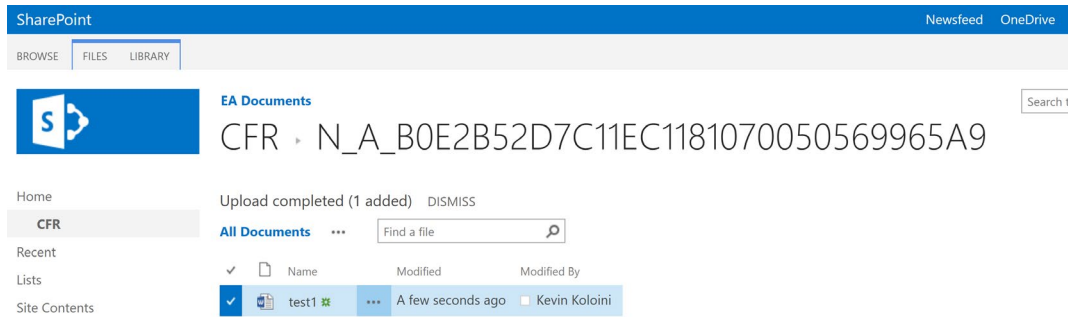 SharePoint
Newsfeed OneDrive
BROWSE FILES LIBRARY
S
EA Documents
Search t
CFR ▸ N_A_B0E2B52D7C11EC1181070050569965A9
Home
CFR
Recent
Lists
Site Contents
Upload completed (1 added) DISMISS
All Documents ••• Find a file
Name Modified Modified By
test1 ••• A few seconds ago Kevin Koloini